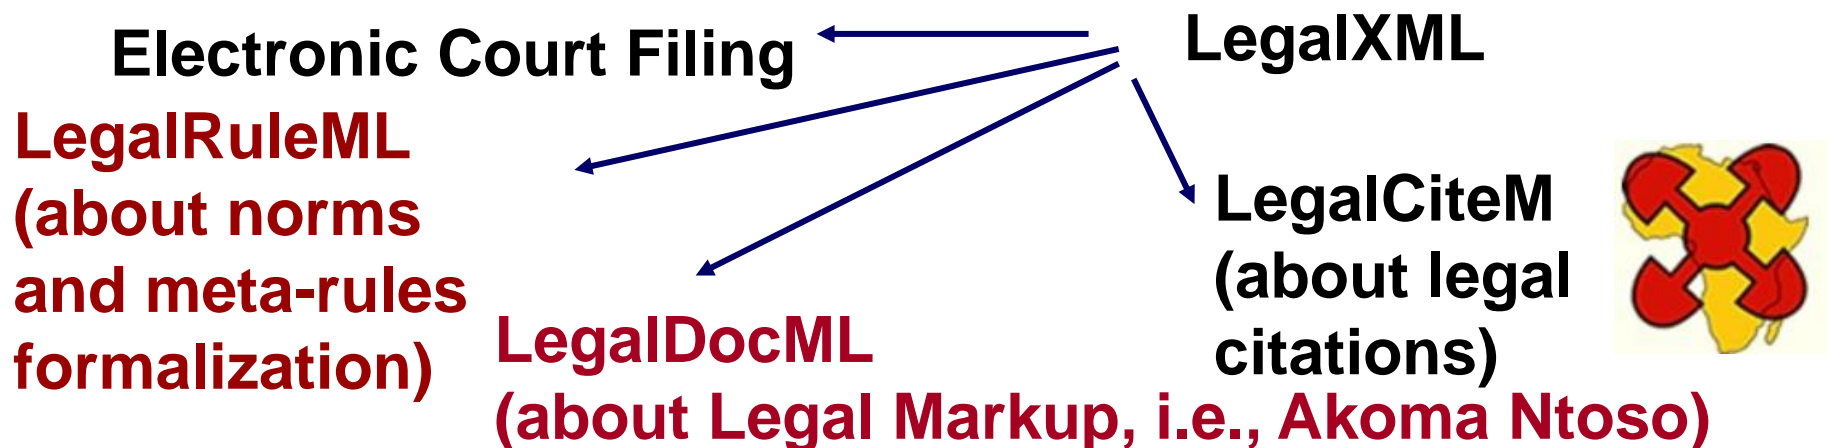 Electronic Court Filing
LegalXML
LegalRuleML
(about norms
and meta-rules
formalization)
LegalCiteM
(about legal
citations)
LegalDocML
(about Legal Markup, i.e., Akoma Ntoso)